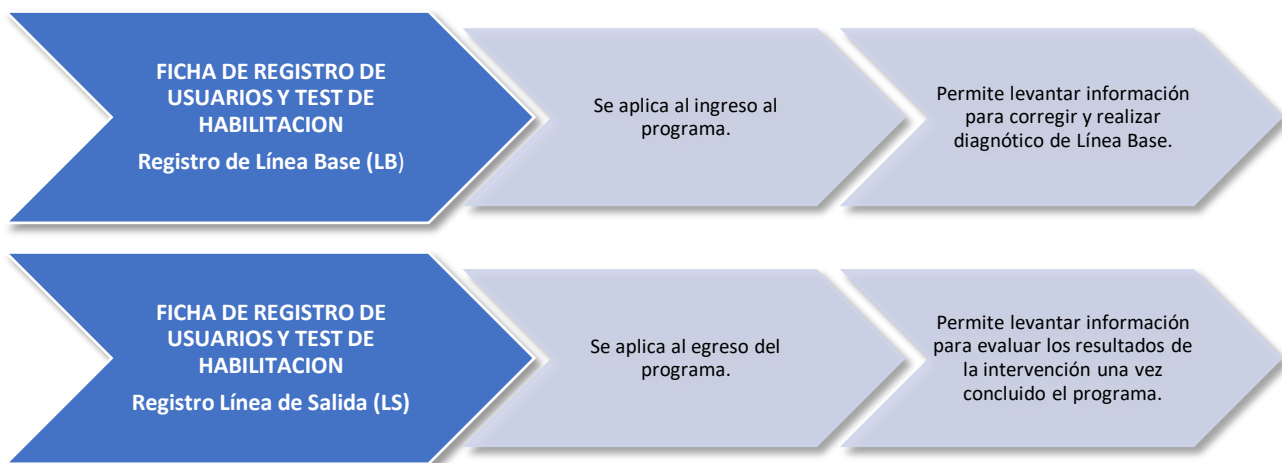 FICHA DE REGISTRO DE
USUARIOS Y TEST DE
HABILITACION
Registro de Línea Base (LB)
Se aplica al ingreso al
programa.
Permite levantar información
para corregir y realizar
diagnótico de Línea Base.
FICHA DE REGISTRO DE
USUARIOS Y TEST DE
HABILITACION
Registro Línea de Salida (LS)
Se aplica al egreso del
programa.
Permite levantar información
para evaluar los resultados de
la intervención una vez
concluido el programa.